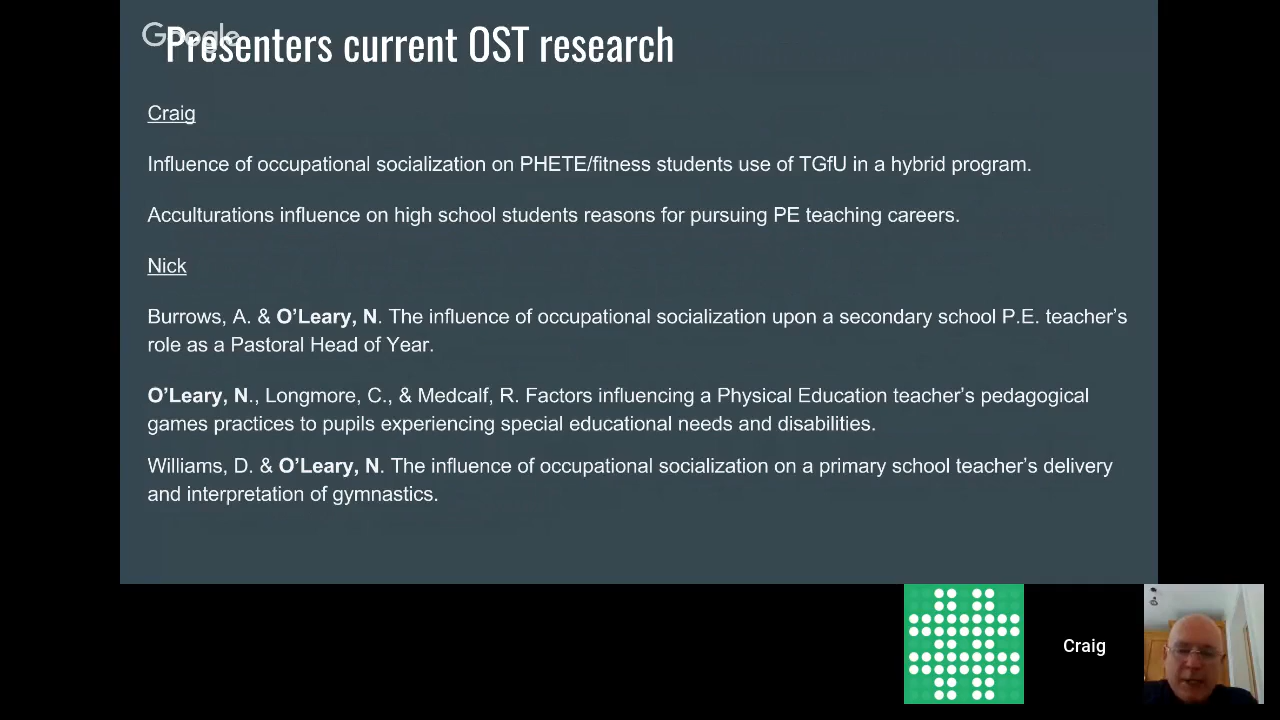 Google
Presenters current OST research
Craig
Influence of occupational socialization on PHETE/fitness students use of TGfU in a hybrid program.
Acculturations influence on high school students reasons for pursuing PE teaching careers.
Nick
Burrows, A. & O’Leary, N. The influence of occupational socialization upon a secondary school P.E. teacher’s
role as a Pastoral Head of Year.
O’Leary, N., Longmore, C., & Medcalf, R. Factors influencing a Physical Education teacher’s pedagogical
games practices to pupils experiencing special educational needs and disabilities.
Williams, D. & O’Leary, N. The influence of occupational socialization on a primary school teacher’s delivery
and interpretation of gymnastics.
Craig